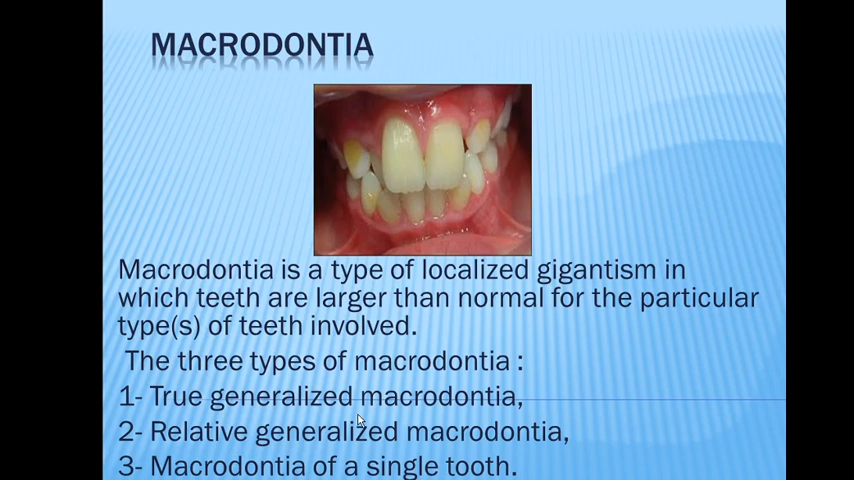 MACRODONTIA
Macrodontia is a type of localized gigantism in
which teeth are larger than normal for the particular
type(s) of teeth involved.
The three types of macrodontia :
1- True generalized macrodontia,
2- Relative generalized macrodontia,
3- Macrodontia of a single tooth.